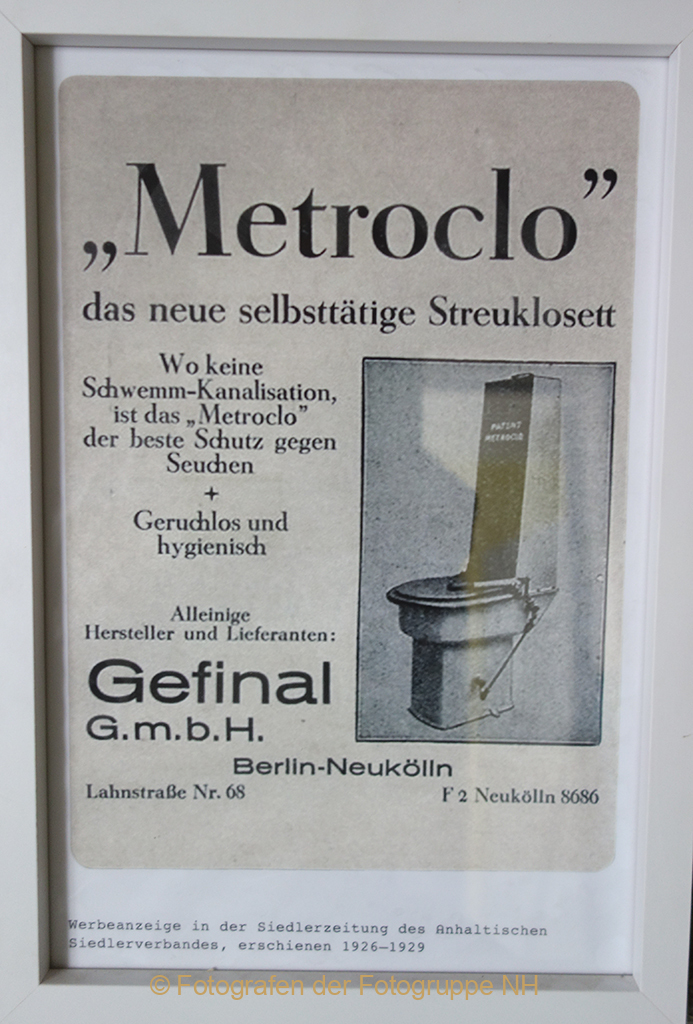 „Metroclo”
das neue selbsttätige Streuklosett
Wo keine
Schwemm-Kanalisation,
ist das „Metroclo”
der beste Schutz gegen
Seuchen
+
Geruchlos und
hygienisch
PATENT
METROCLO
Alleinige
Hersteller und Lieferanten:
Gefinal
G.m.b.H.
Berlin-Neukölln
Lahnstraße Nr. 68
F 2 Neukölln 8686
Werbeanzeige in der Siedlerzeitung des Anhaltischen
Siedlerverbandes, erschienen 1926–1929
© Fotografen der Fotogruppe NH